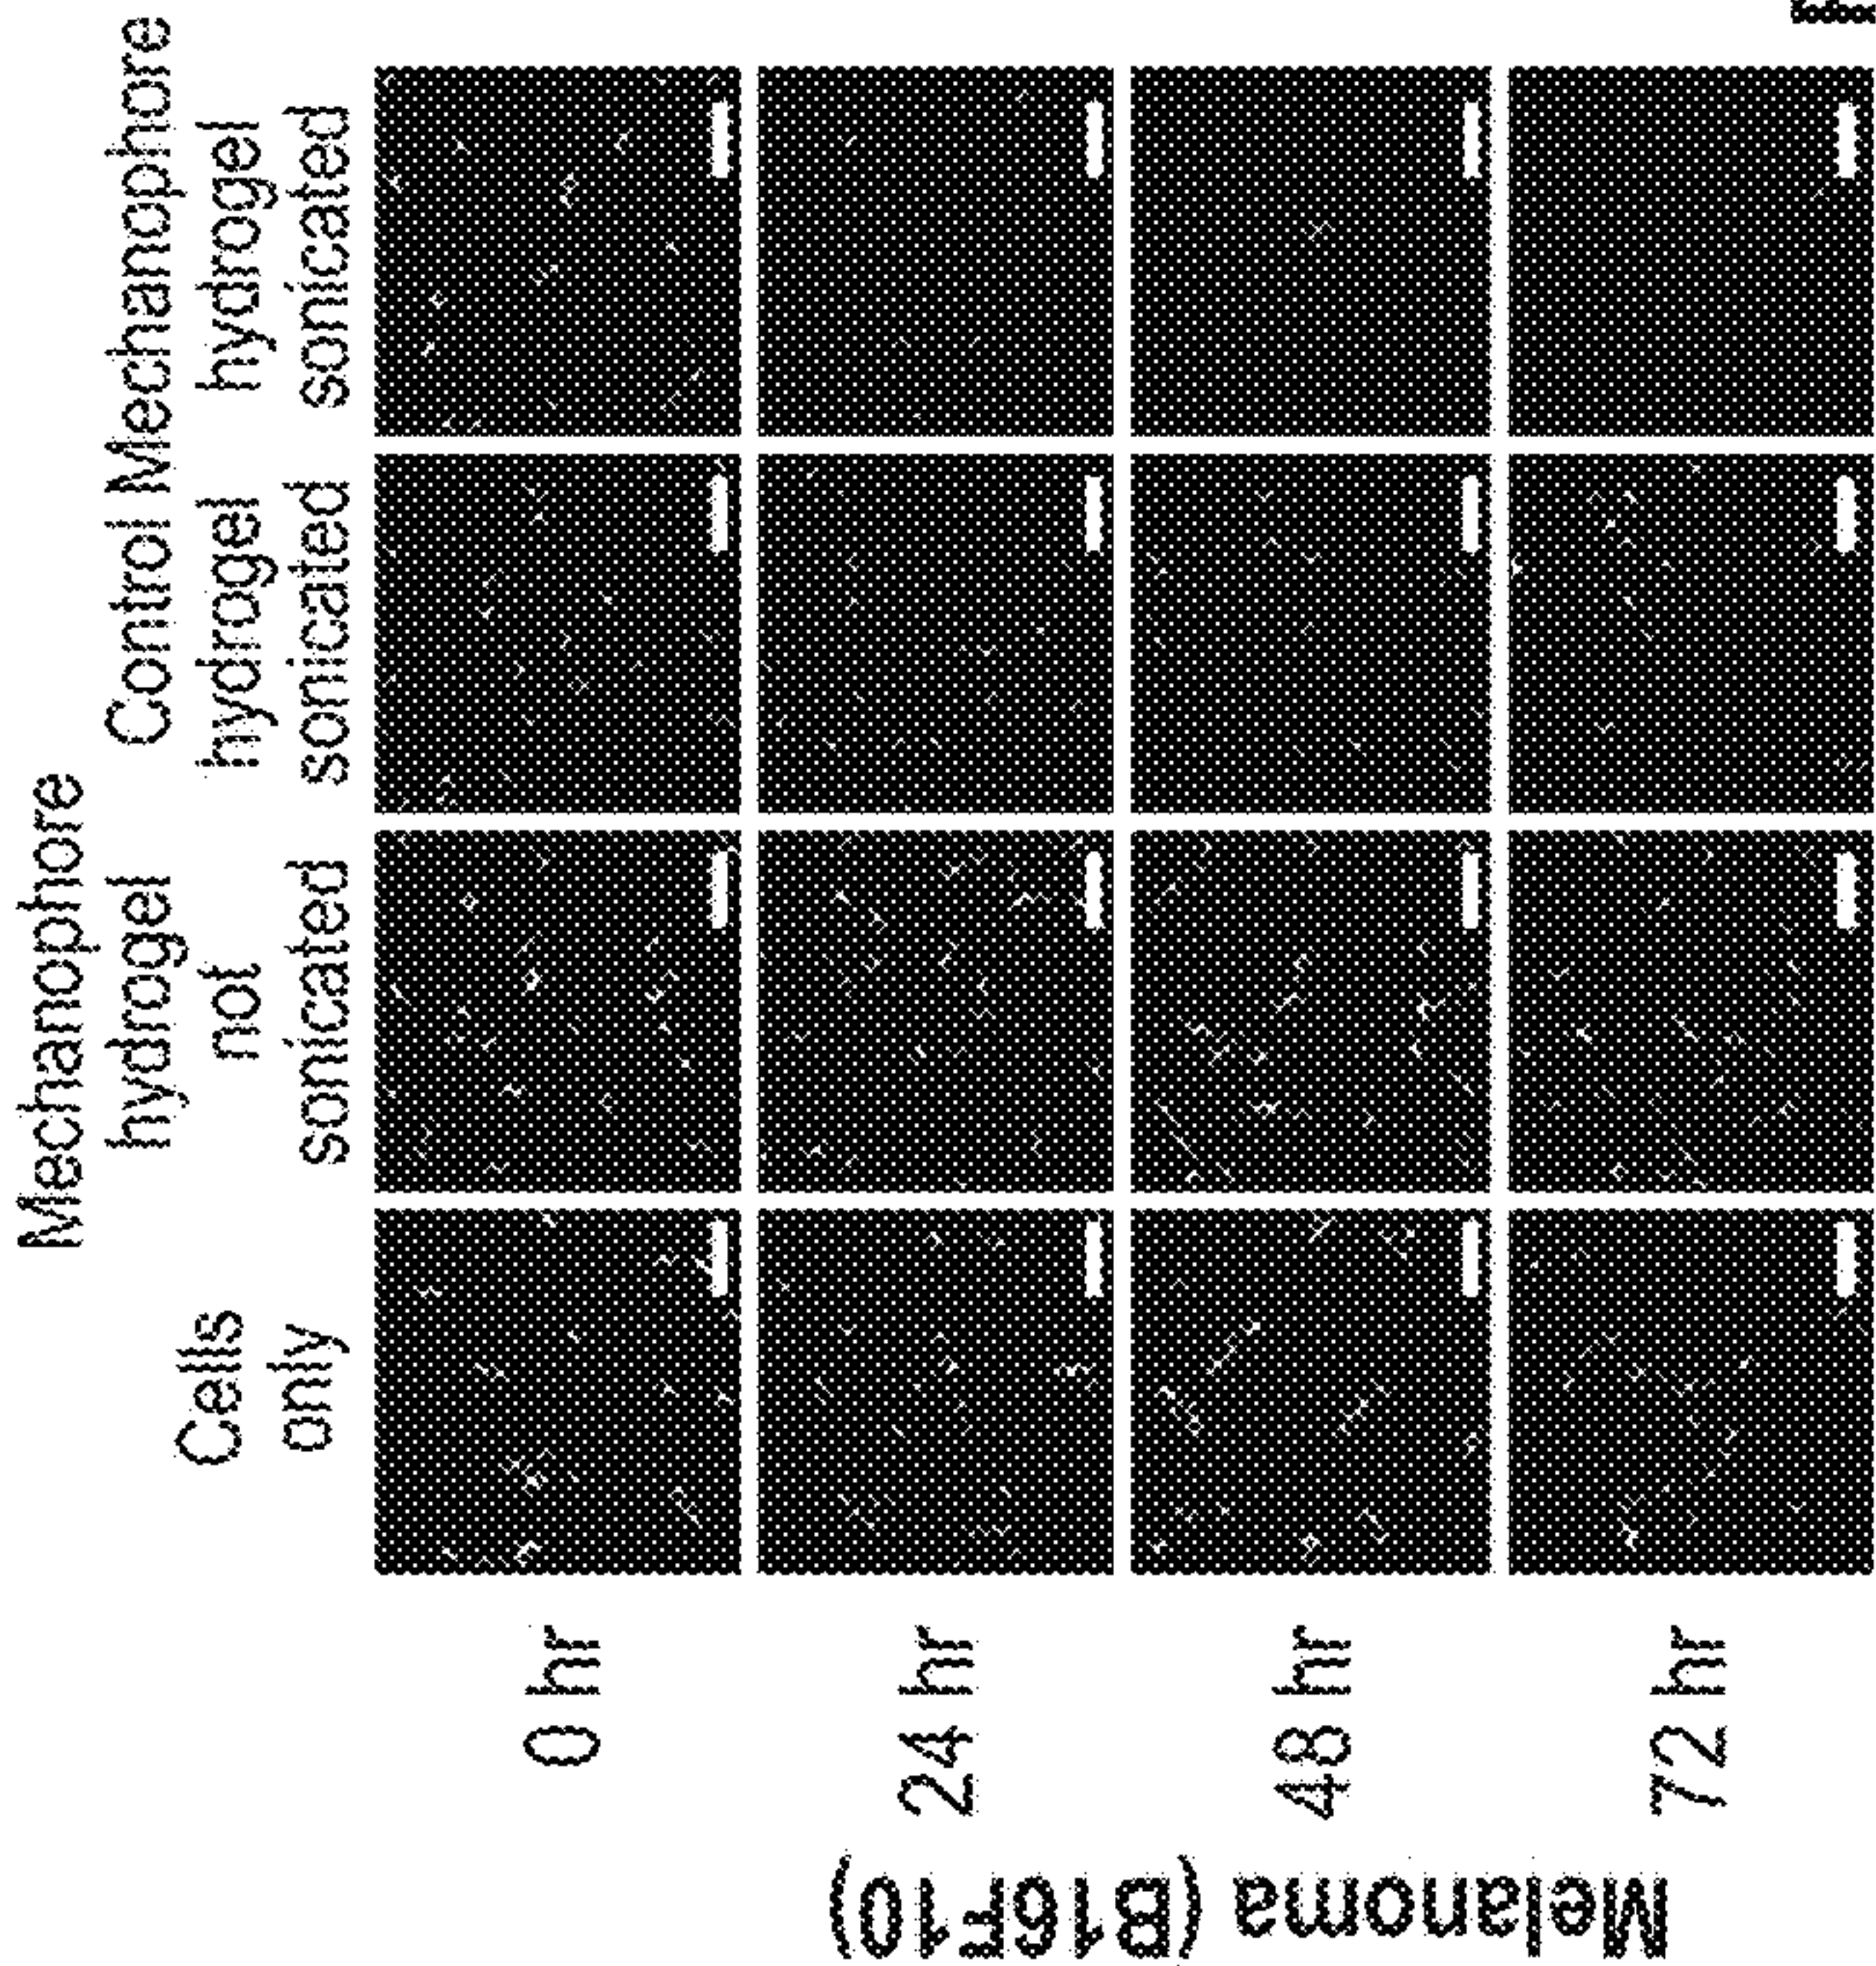 Cells
only
Mechanophore
hydrogel
not
sonicated
Control
hydrogel
sonicated
Mechanophore
hydrogel
sonicated
0 hr
24 hr
48 hr
72 hr
Melanoma (B16F10)